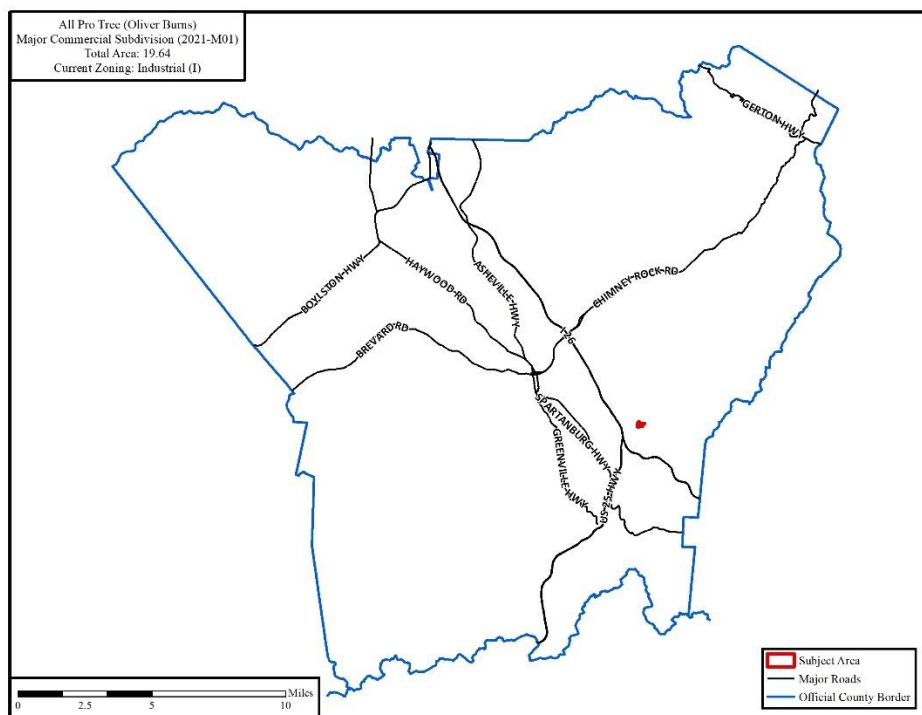 All Pro Tree (Oliver Burns)
Major Commercial Subdivision (2021-M01)
Total Area: 19.64
Current Zoning: Industrial (I)
GERTON HWY
BOYLSTON HWY
HAYWOOD RD
ASHEVILLE HWY
CHIMNEY ROCK RD
I-26
BREVARD RD
SPARTANBURG HWY
GREENVILLE HWY
US-25 HWY
Miles
0 2.5 5 10
Subject Area
Major Roads
Official County Border